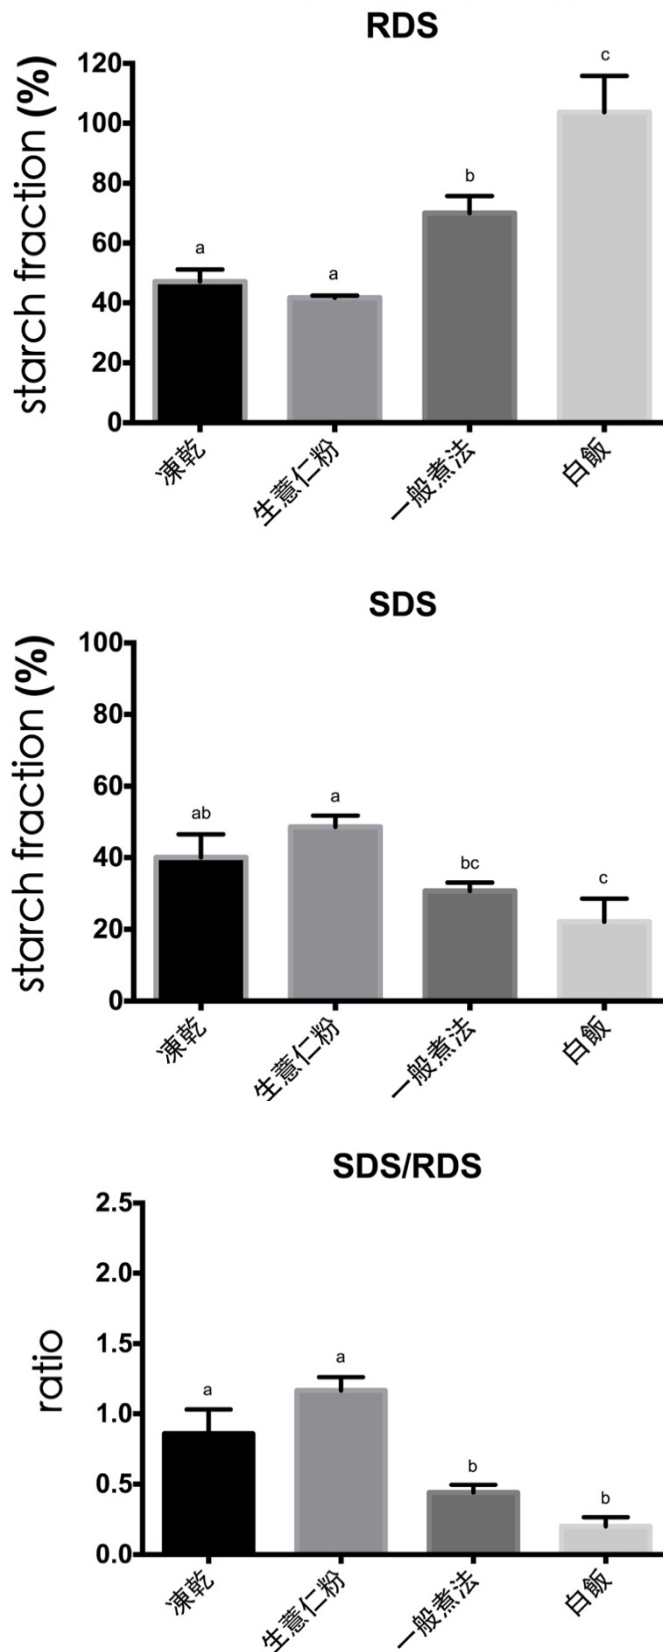 RDS
starch fraction (%)
120
100
80
60
40
20
0
a
a
b
c
凍乾
生薏仁粉
一般煮法
白飯
SDS
starch fraction (%)
100
80
60
40
20
0
ab
a
bc
c
凍乾
生薏仁粉
一般煮法
白飯
SDS/RDS
ratio
2.5
2.0
1.5
1.0
0.5
0.0
a
a
b
b
凍乾
生薏仁粉
一般煮法
白飯